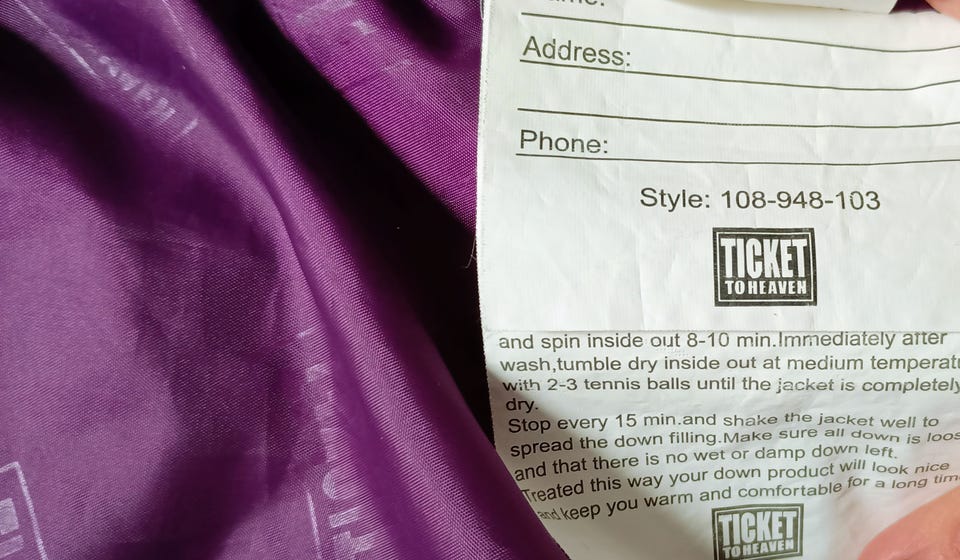 Address:
Phone:
Style: 108-948-103
TICKET
TO HEAVEN
and spin inside out 8-10 min.Immediately after
wash,tumble dry inside out at medium
with 2-3 tennis balls until the jacket is completely
dry.
Stop every 15 min.and shake the jacket well to
spread the down filling.Make sure all down is
and that there is no wet or damp down left.
Treated this way your down product will look nice
and keep you warm and comfortable for a long
TICKET
TO HEAVEN